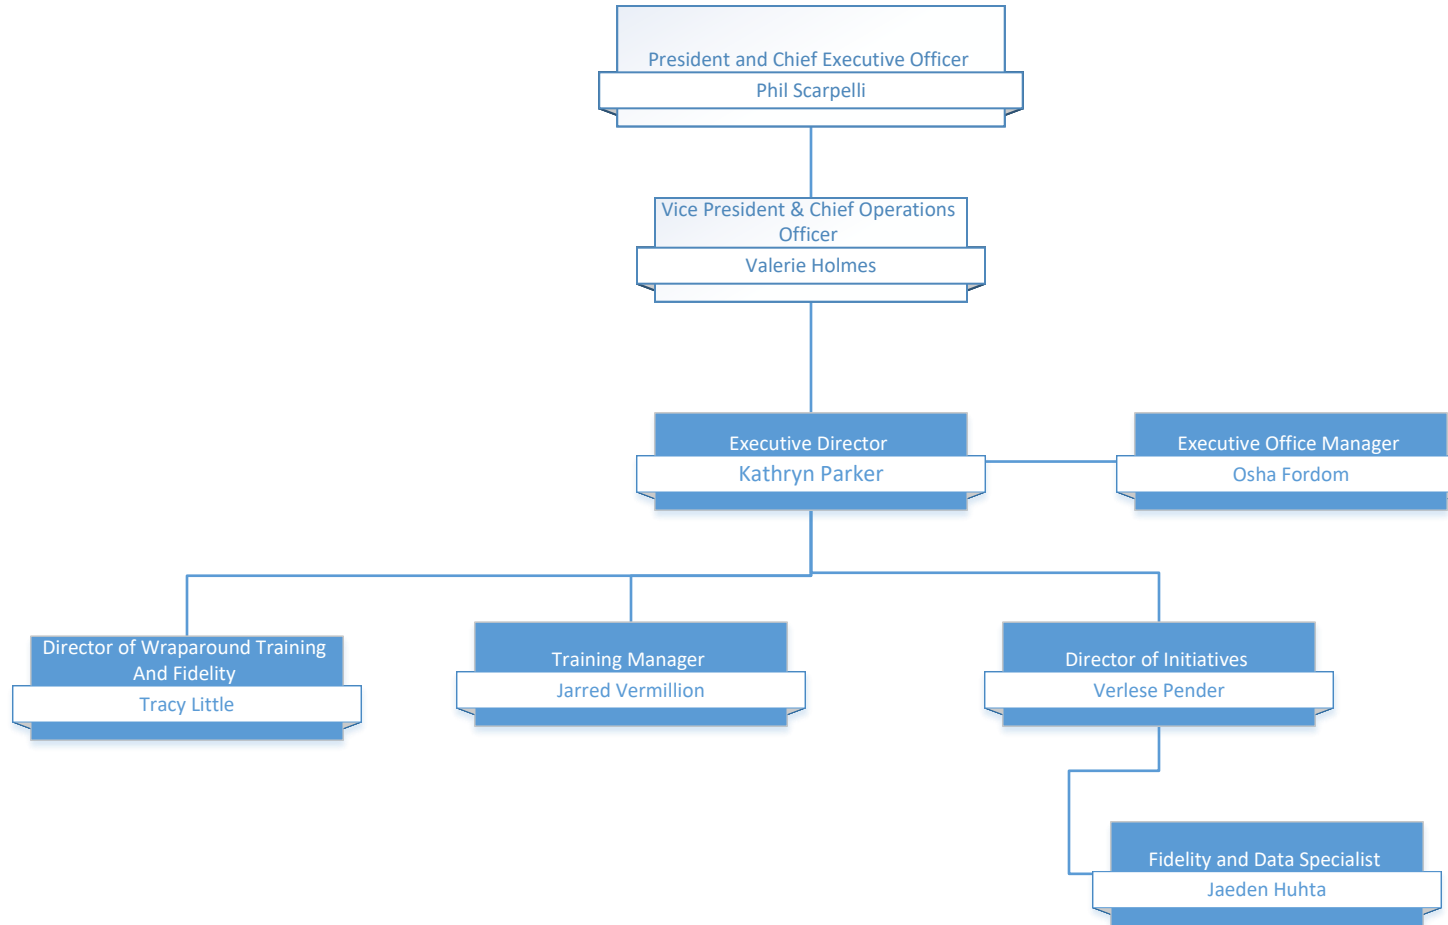 President and Chief Executive Officer
Phil Scarpelli
Vice President & Chief Operations
Officer
Valerie Holmes
Executive Director
Kathryn Parker
Executive Office Manager
Osha Fordom
Director of Wraparound Training
And Fidelity
Tracy Little
Training Manager
Jarred Vermillion
Director of Initiatives
Verlese Pender
Fidelity and Data Specialist
Jaeden Huhta